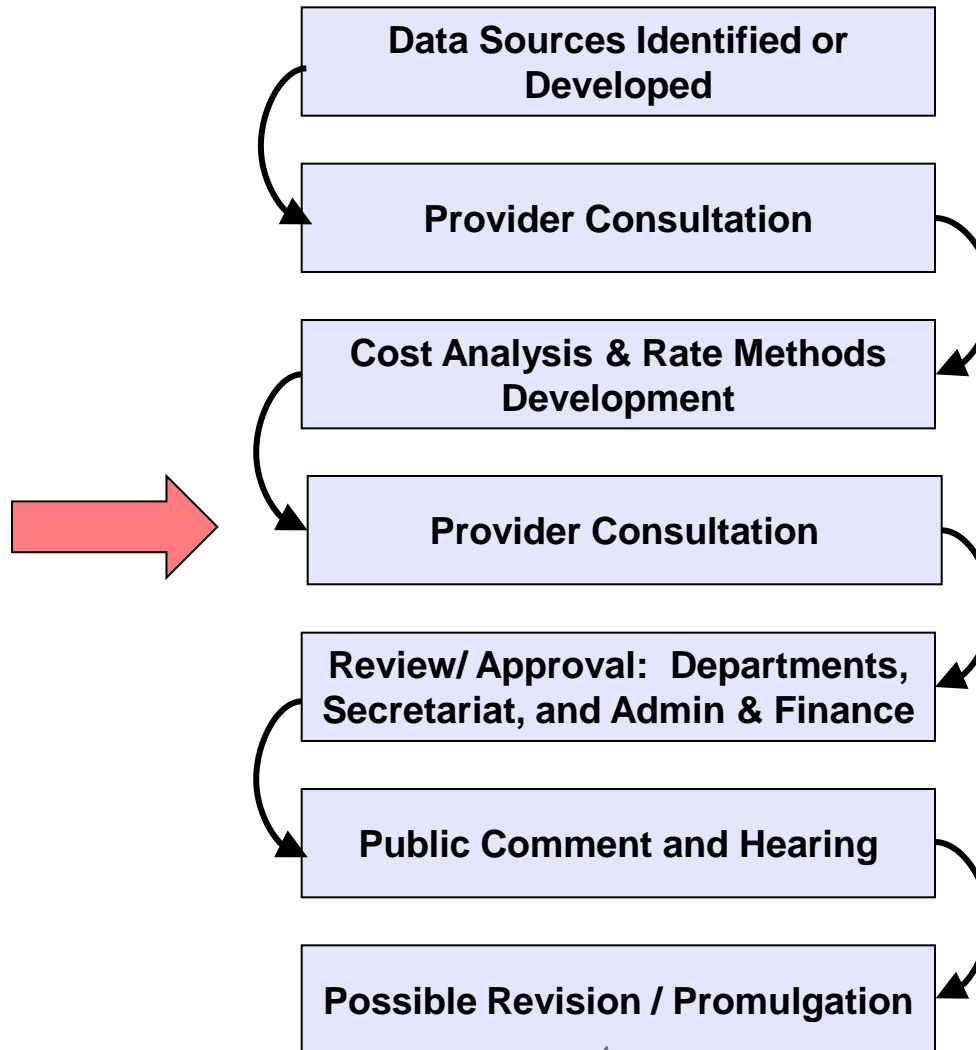 Data Sources Identified or
Developed
Provider Consultation
Cost Analysis & Rate Methods
Development
Provider Consultation
Review/ Approval:  Departments,
Secretariat, and Admin & Finance
Public Comment and Hearing
Possible Revision / Promulgation